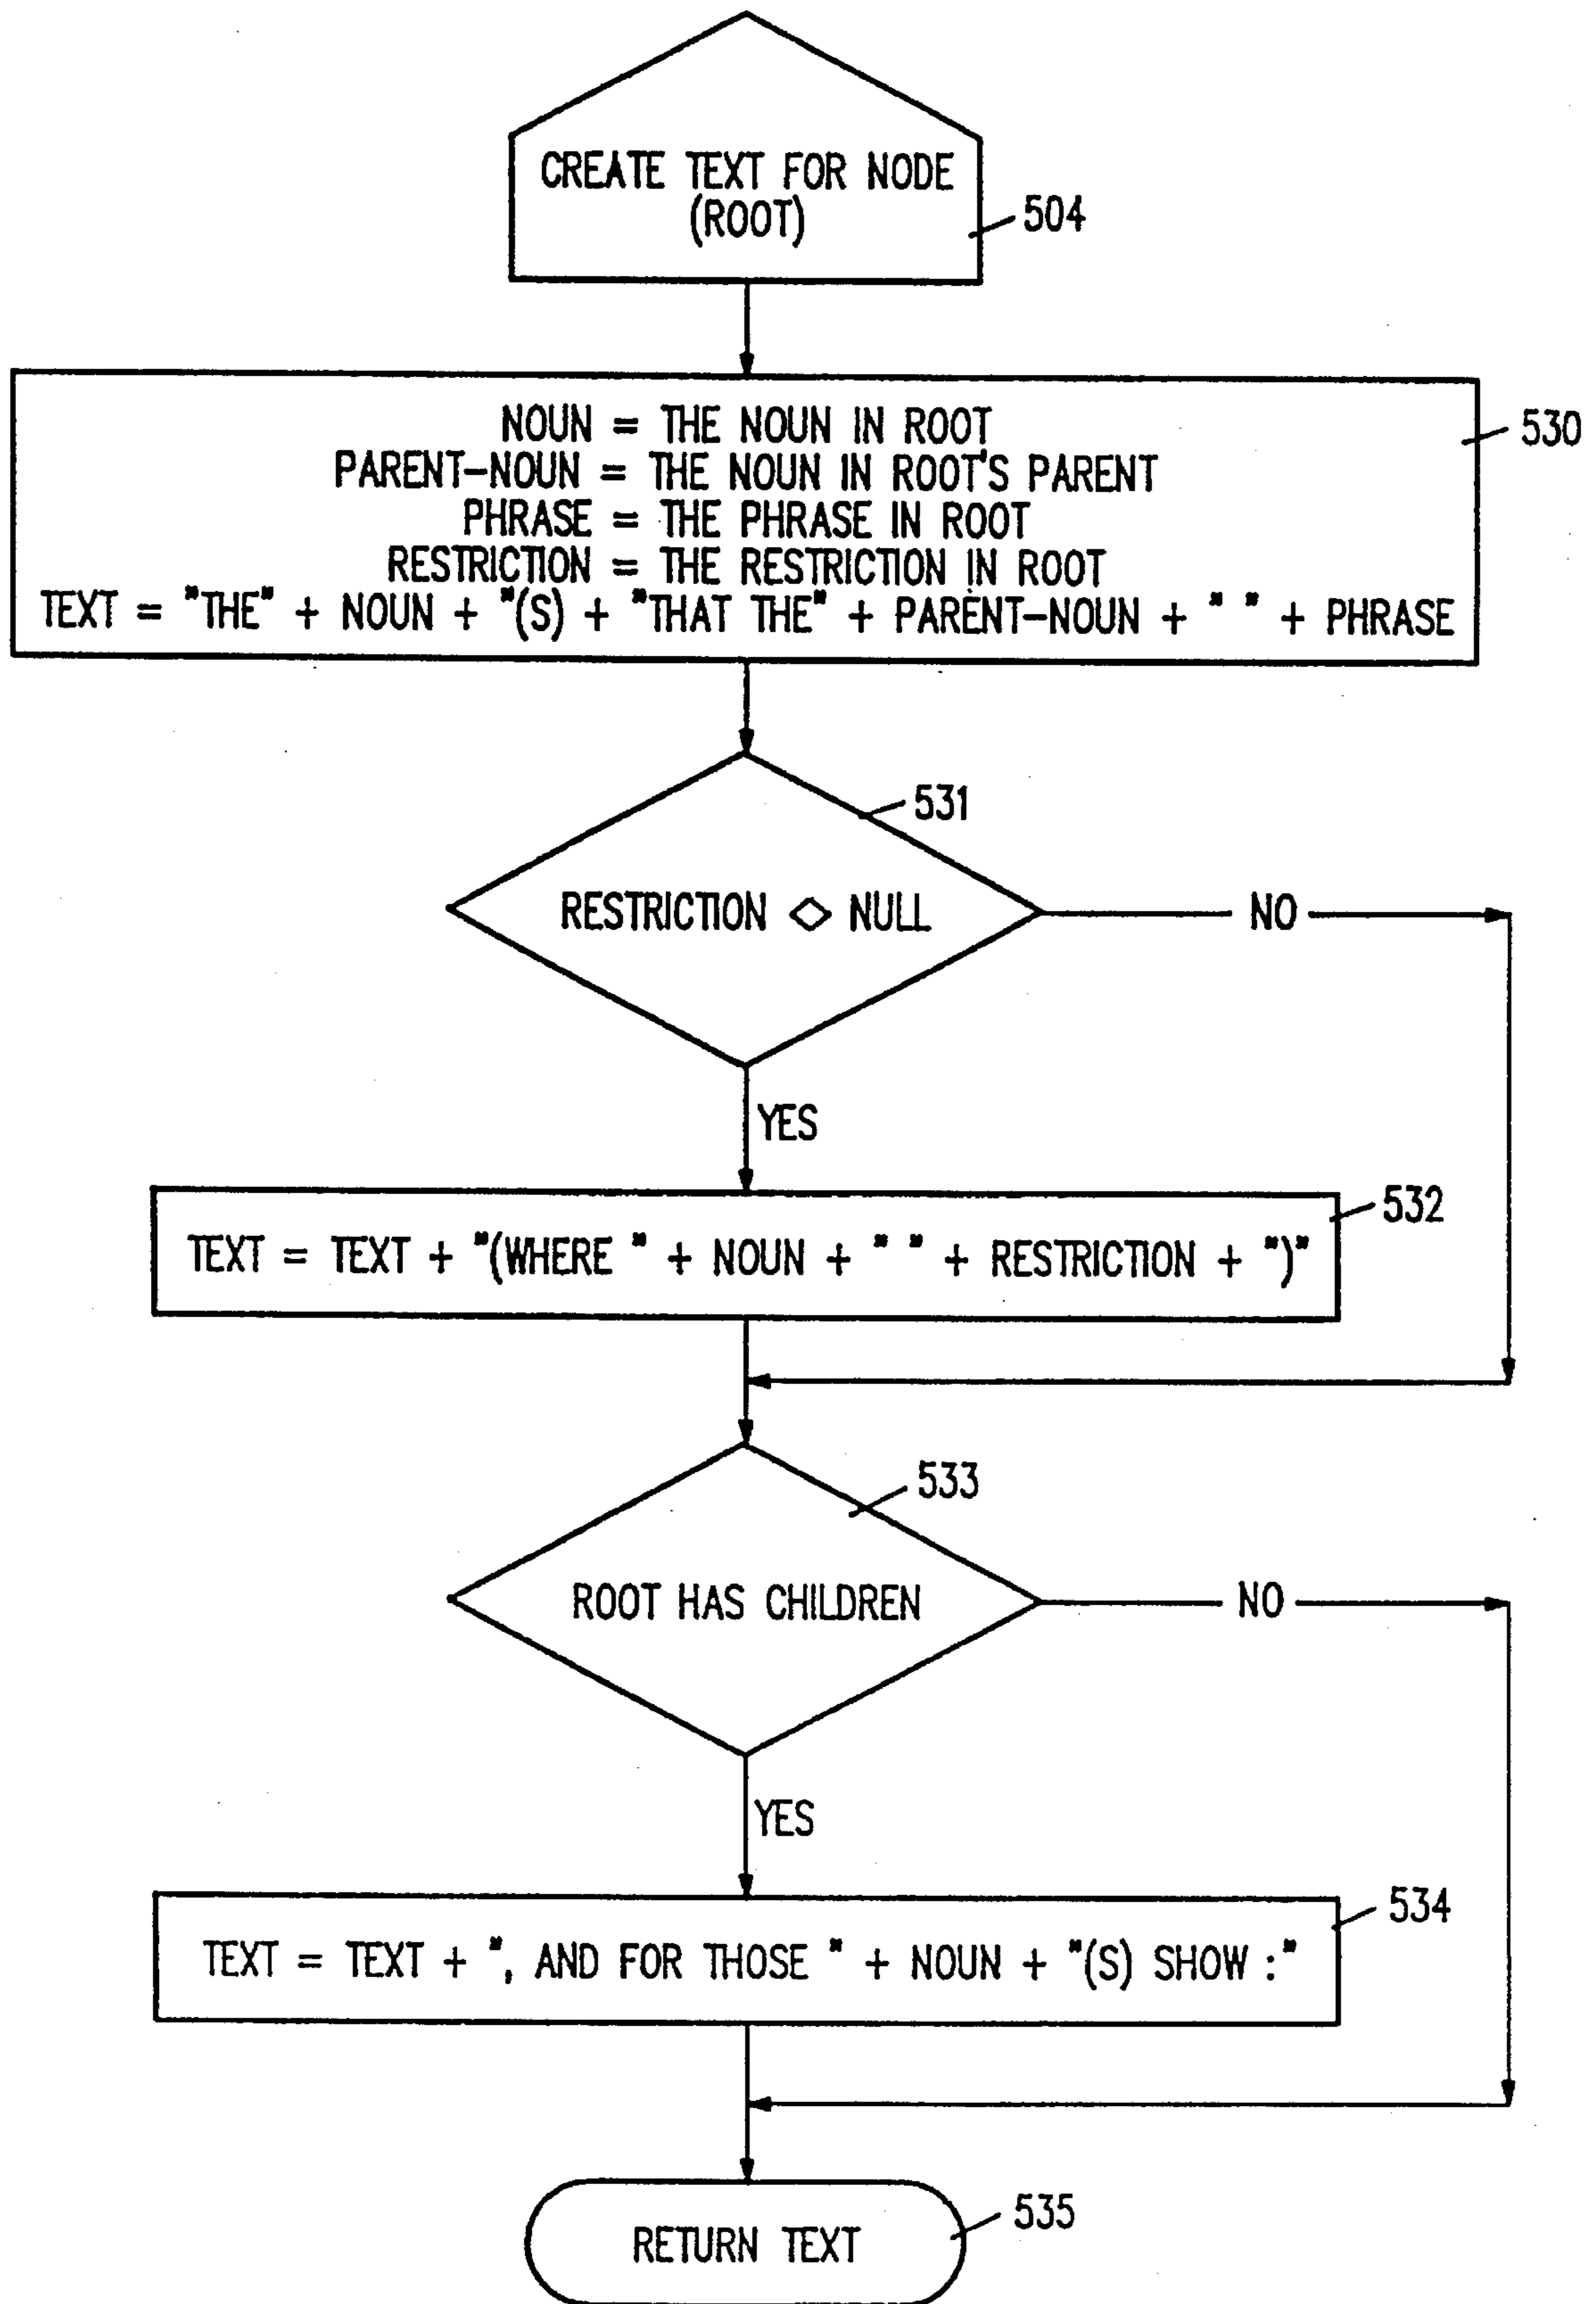 CREATE TEXT FOR NODE
(ROOT)
504
NOUN = THE NOUN IN ROOT
530
PARENT-NOUN = THE NOUN IN ROOT'S PARENT
PHRASE = THE PHRASE IN ROOT
RESTRICTION = THE RESTRICTION IN ROOT
TEXT = "THE" + NOUN + "(S) + "THAT THE" + PARENT-NOUN + " " + PHRASE
531
RESTRICTION <> NULL
NO
YES
532
TEXT = TEXT + "(WHERE " + NOUN + " " + RESTRICTION + ")"
533
ROOT HAS CHILDREN
NO
YES
534
TEXT = TEXT + ", AND FOR THOSE " + NOUN + "(S) SHOW :"
535
RETURN TEXT